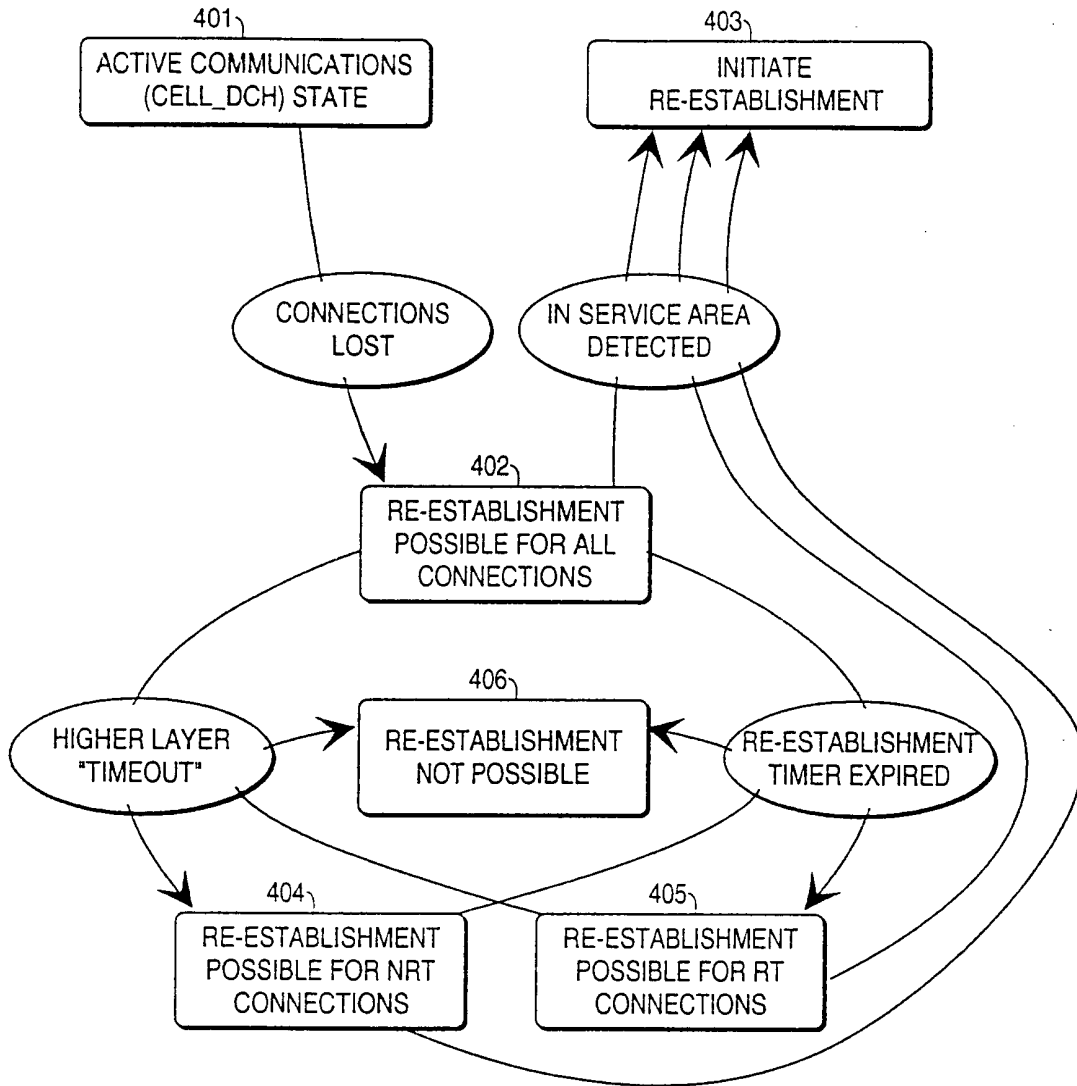 401
ACTIVE COMMUNICATIONS
(CELL_DCH) STATE
403
INITIATE
RE-ESTABLISHMENT
CONNECTIONS
LOST
IN SERVICE AREA
DETECTED
402
RE-ESTABLISHMENT
POSSIBLE FOR ALL
CONNECTIONS
HIGHER LAYER
"TIMEOUT"
406
RE-ESTABLISHMENT
NOT POSSIBLE
RE-ESTABLISHMENT
TIMER EXPIRED
404
RE-ESTABLISHMENT
POSSIBLE FOR NRT
CONNECTIONS
405
RE-ESTABLISHMENT
POSSIBLE FOR RT
CONNECTIONS